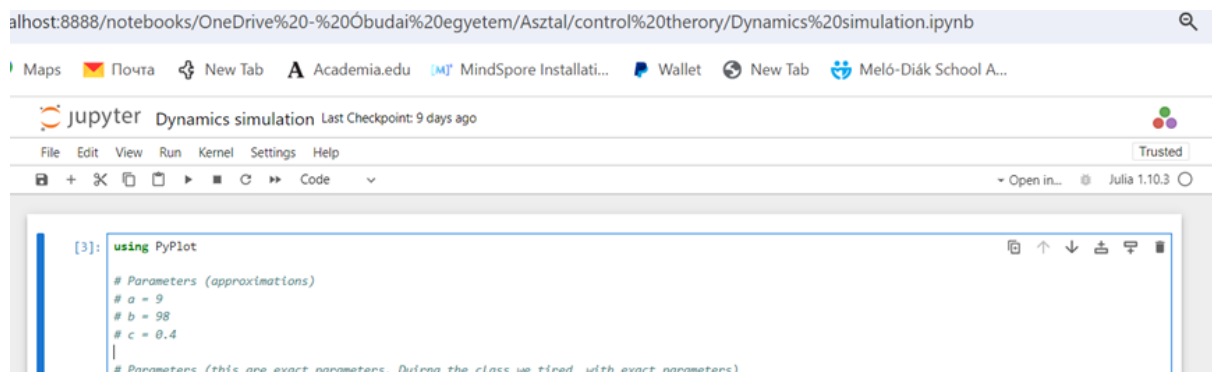 alhost:8888/notebooks/OneDrive%20-%20Óbudai%20egyetem/Asztal/control%20therory/Dynamics%20simulation.ipynb
Maps Почта New Tab A Academia.edu [M]* MindSpore Installati... Wallet New Tab Meló-Diák School A...
jupyter Dynamics simulation Last Checkpoint: 9 days ago
File Edit View Run Kernel Settings Help Trusted
Code Open in... Julia 1.10.3
[3]: using PyPlot
# Parameters (approximations)
# a = 9
# b = 98
# c = 0.4
# Parameters (this are exact parameters. Duirng the class we tired, with exact parameters)